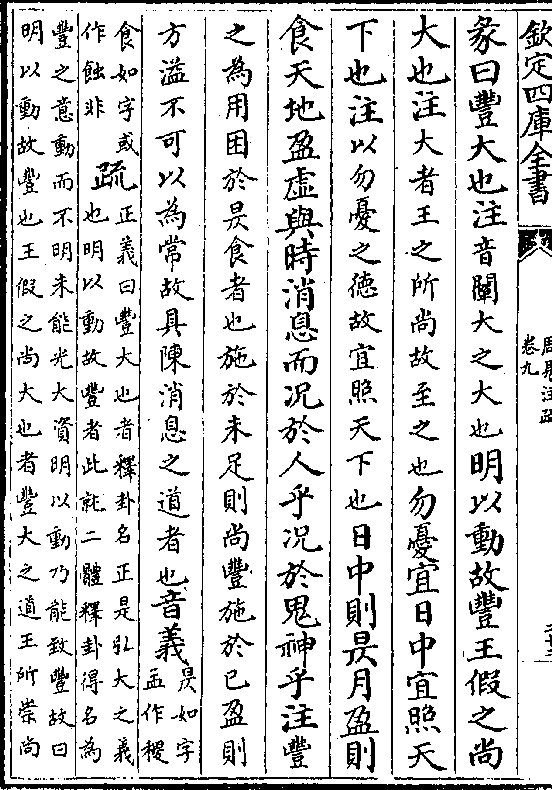 欽定四庫全書
周易注疏
卷九
彖曰豐大也注音闡大之大也明以動故豐王假之尚
大也注大者王之所尚故至之也勿憂宜日中宜照天
下也注以勿憂之德故宜照天下也日中則昃月盈則
食天地盈虛與時消息而况於人乎况於鬼神乎注豐
之為用困於昃食者也施於未足則尚豐施於已盈則
方溢不可以為常故具陳消息之道者也音義
昃如字
孟作稷
食如字或
作蝕非
疏
正義曰豐大也者釋卦名正是弘大之義
也明以動故豐者此就二體釋卦得名為
豐之意動而不明未能光大資明以動乃能致豐故曰
明以動故豐也王假之尚大也者豐大之道王所崇尚